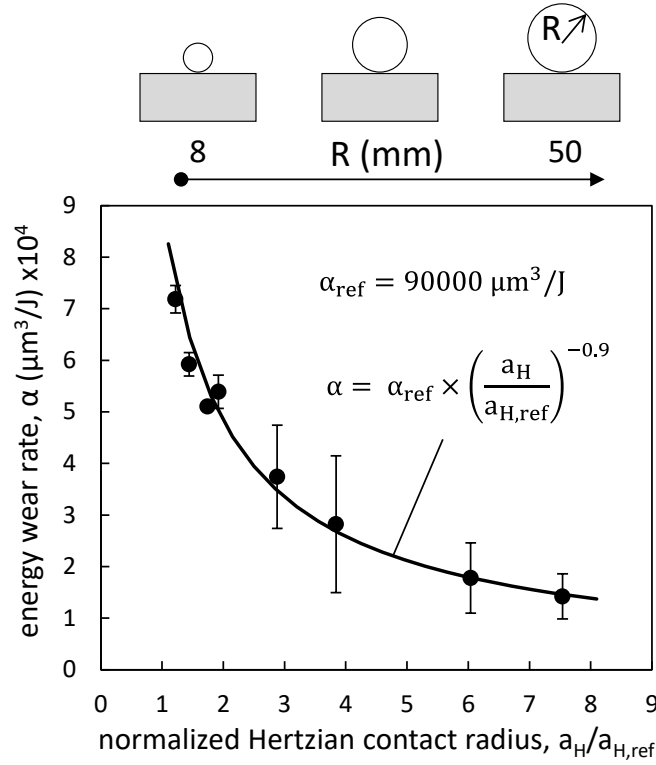 R
8 R (mm) 50
energy wear rate, α (μm³/J) x10⁴
9
8
7
6
5
4
3
2
1
0
α_ref = 90000 μm³/J
α = α_ref × (a_H / a_H,ref)^−0.9
0 1 2 3 4 5 6 7 8 9
normalized Hertzian contact radius, a_H/a_H,ref